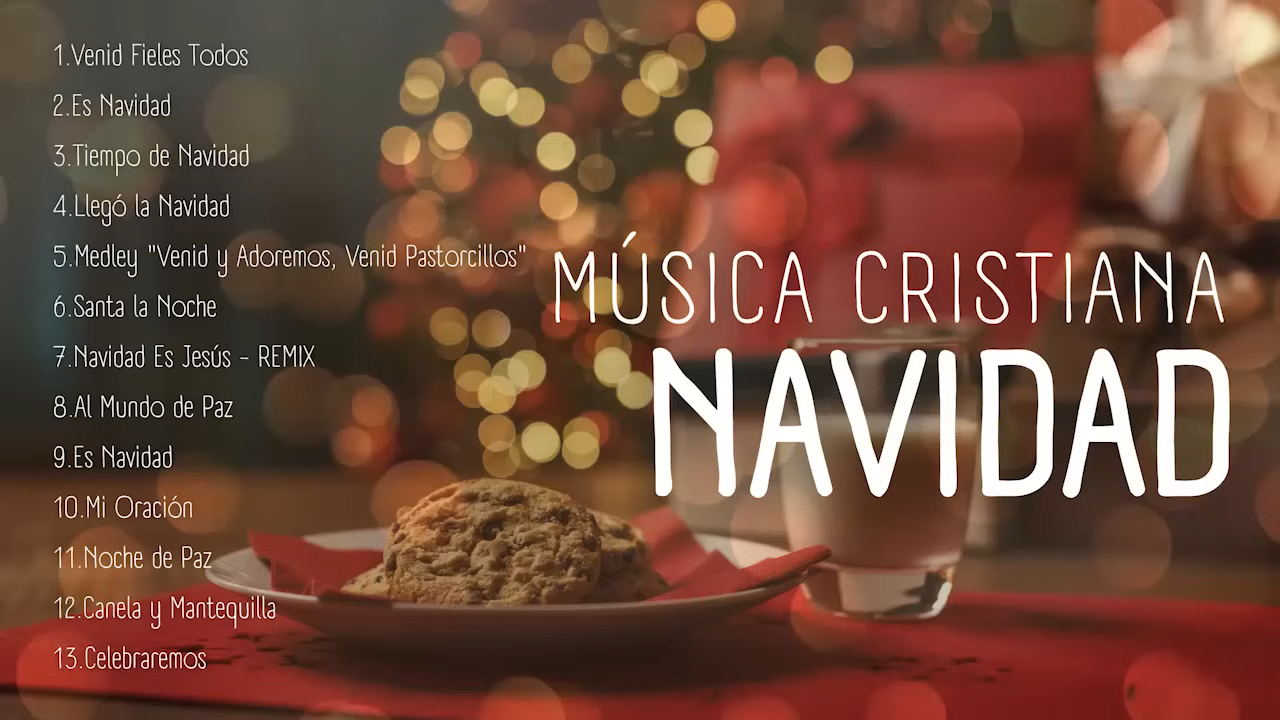 1.Venid Fieles Todos
2.Es Navidad
3.Tiempo de Navidad
4.Llegó la Navidad
5.Medley "Venid y Adoremos, Venid Pastorcillos"
6.Santa la Noche
7.Navidad Es Jesús - REMIX
8.Al Mundo de Paz
9.Es Navidad
10.Mi Oración
11.Noche de Paz
12.Canela y Mantequilla
13.Celebraremos
MÚSICA CRISTIANA
NAVIDAD